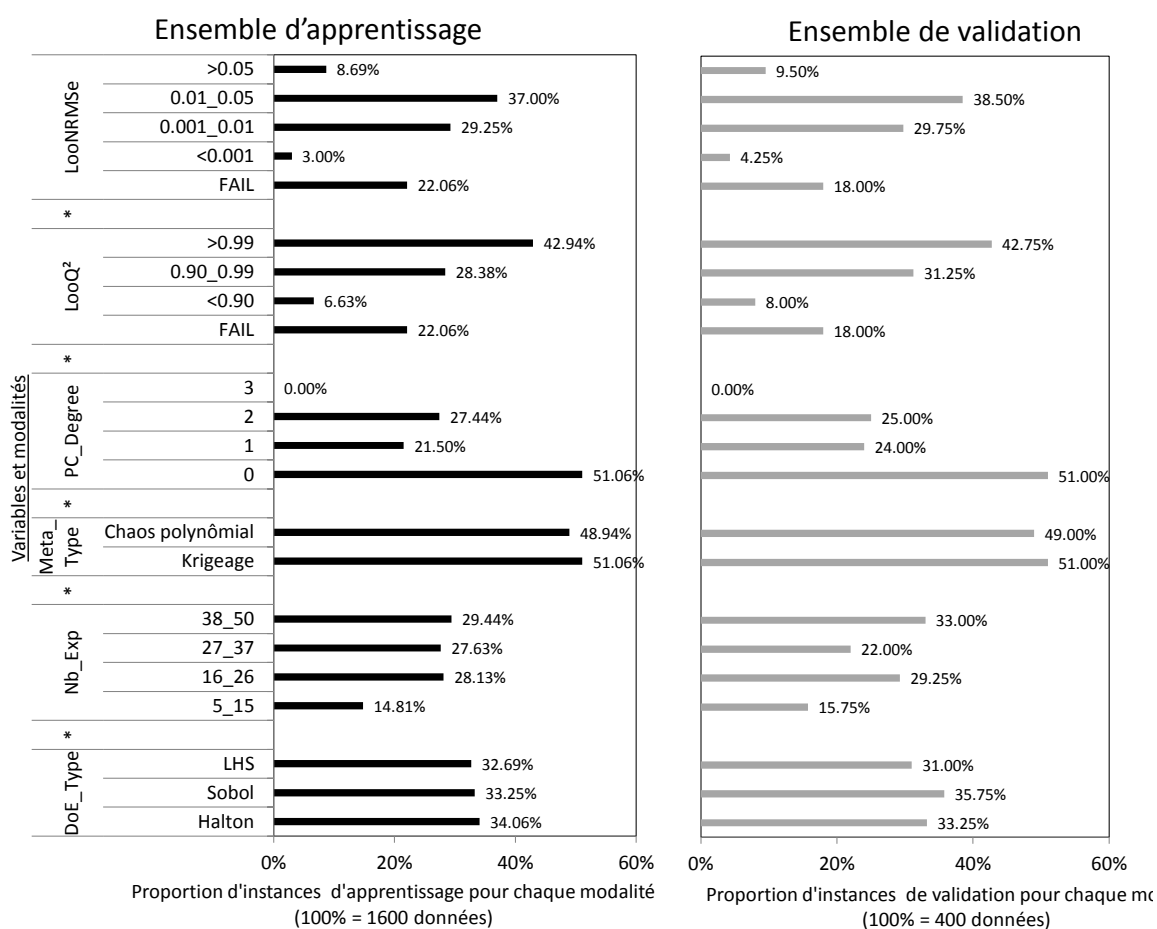 Ensemble d'apprentissage
Ensemble de validation
Variables et modalités
LooNRMSe
>0.05 8.69% 9.50%
0.01_0.05 37.00% 38.50%
0.001_0.01 29.25% 29.75%
<0.001 3.00% 4.25%
FAIL 22.06% 18.00%
*
LooQ²
>0.99 42.94% 42.75%
0.90_0.99 28.38% 31.25%
<0.90 6.63% 8.00%
FAIL 22.06% 18.00%
*
PC_Degree
3 0.00% 0.00%
2 27.44% 25.00%
1 21.50% 24.00%
0 51.06% 51.00%
*
Meta_
Type
Chaos polynômial 48.94% 49.00%
Krigeage 51.06% 51.00%
*
Nb_Exp
38_50 29.44% 33.00%
27_37 27.63% 22.00%
16_26 28.13% 29.25%
5_15 14.81% 15.75%
*
DoE_Type
LHS 32.69% 31.00%
Sobol 33.25% 35.75%
Halton 34.06% 33.25%
0% 20% 40% 60%
0% 20% 40% 60%
Proportion d'instances d'apprentissage pour chaque modalité
(100% = 1600 données)
Proportion d'instances de validation pour chaque mo
(100% = 400 données)